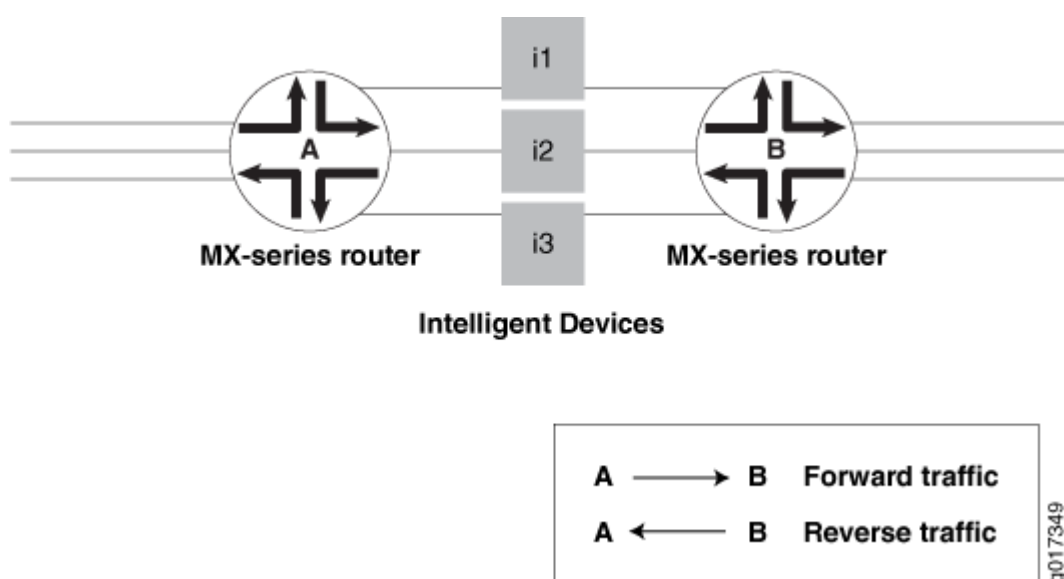 i1
A
i2
B
i3
MX-series router
MX-series router
Intelligent Devices
A B Forward traffic
A B Reverse traffic
g017349